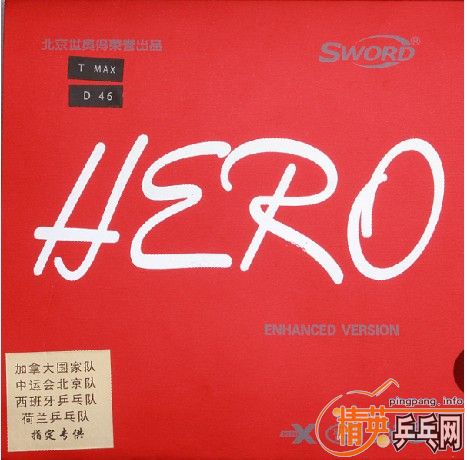 北京世奥得荣誉出品
SWORD®
T MAX
D 46
HERO
ENHANCED VERSION
加拿大国家队
中运会北京队
西班牙乒乓队
荷兰乒乓队
指定专供
pingpang.info
精英乒乓网